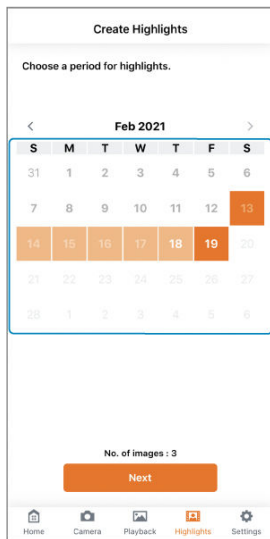 Create Highlights
Choose a period for highlights.
< Feb 2021 >
S M T W T F S
31 1 2 3 4 5 6
7 8 9 10 11 12 13
14 15 16 17 18 19 20
21 22 23 24 25 26 27
28 1 2 3 4 5 6
No. of images : 3
Next
Home Camera Playback Highlights Settings